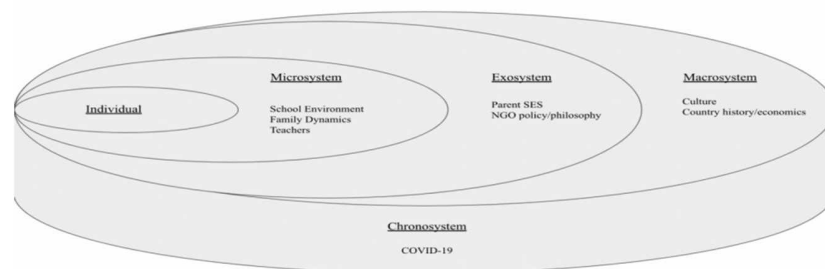 Individual
Microsystem
School Environment
Family Dynamics
Teachers
Exosystem
Parent SES
NGO policy/philosophy
Macrosystem
Culture
Country history/economics
Chronosystem
COVID-19